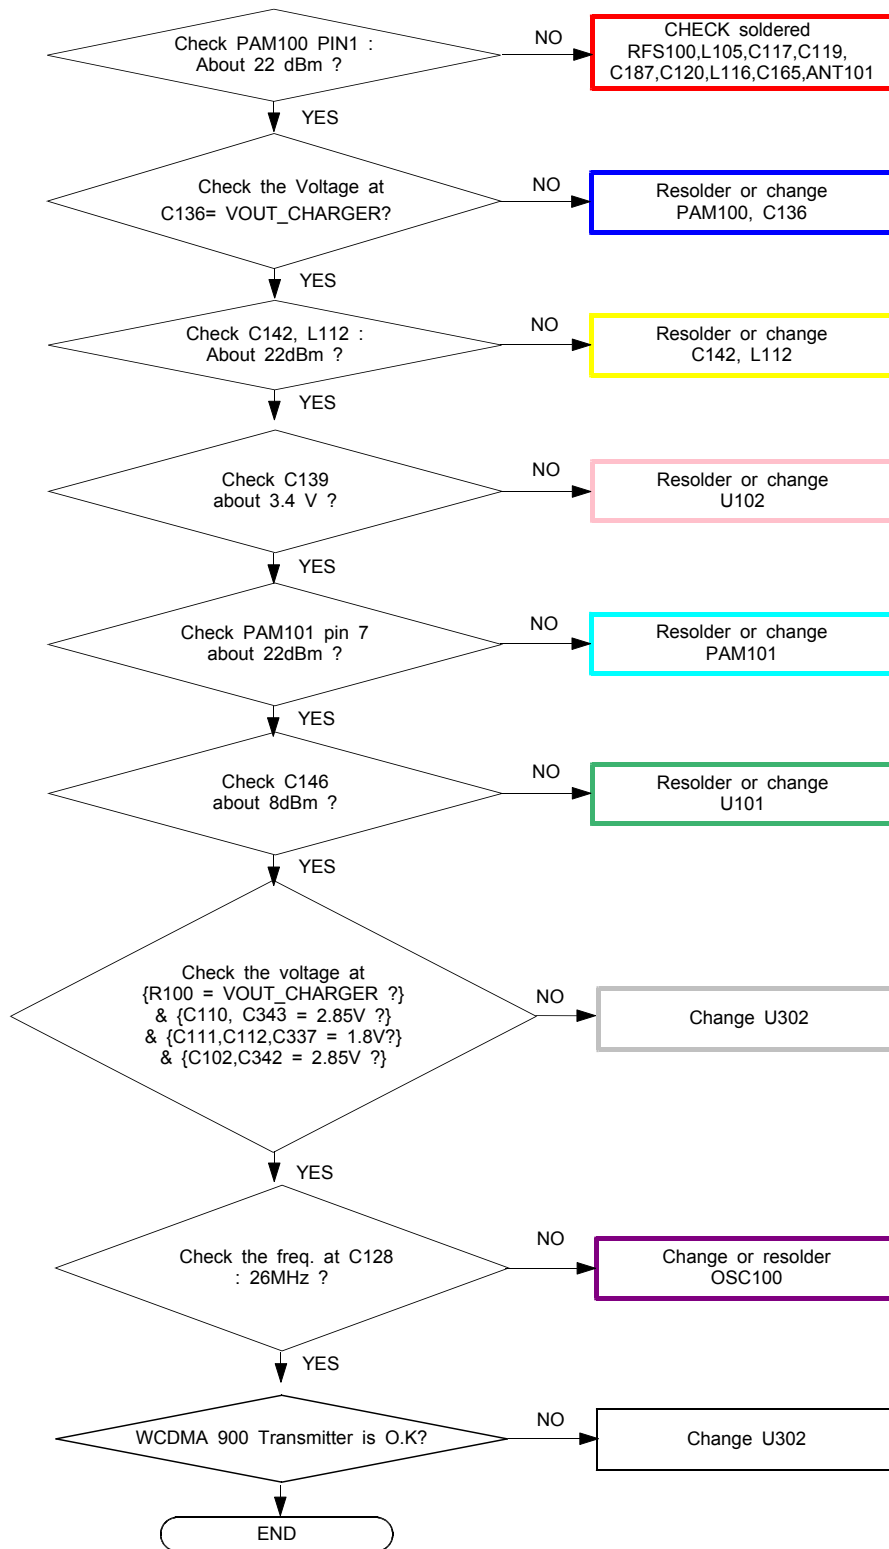 Check PAM100 PIN1 :
About 22 dBm ?
NO
CHECK soldered
RFS100,L105,C117,C119,
C187,C120,L116,C165,ANT101
YES
Check the Voltage at
C136= VOUT_CHARGER?
NO
Resolder or change
PAM100, C136
YES
Check C142, L112 :
About 22dBm ?
NO
Resolder or change
C142, L112
YES
Check C139
about 3.4 V ?
NO
Resolder or change
U102
YES
Check PAM101 pin 7
about 22dBm ?
NO
Resolder or change
PAM101
YES
Check C146
about 8dBm ?
NO
Resolder or change
U101
YES
Check the voltage at
{R100 = VOUT_CHARGER ?}
& {C110, C343 = 2.85V ?}
& {C111,C112,C337 = 1.8V?}
& {C102,C342 = 2.85V ?}
NO
Change U302
YES
Check the freq. at C128
: 26MHz ?
NO
Change or resolder
OSC100
YES
WCDMA 900 Transmitter is O.K?
NO
Change U302
END